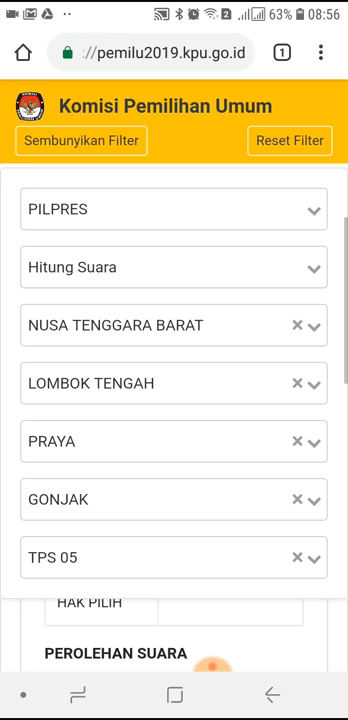 63% 08:56
://pemilu2019.kpu.go.id 1
Komisi Pemilihan Umum
Sembunyikan Filter Reset Filter
PILPRES
Hitung Suara
NUSA TENGGARA BARAT
LOMBOK TENGAH
PRAYA
GONJAK
TPS 05
HAK PILIH
PEROLEHAN SUARA